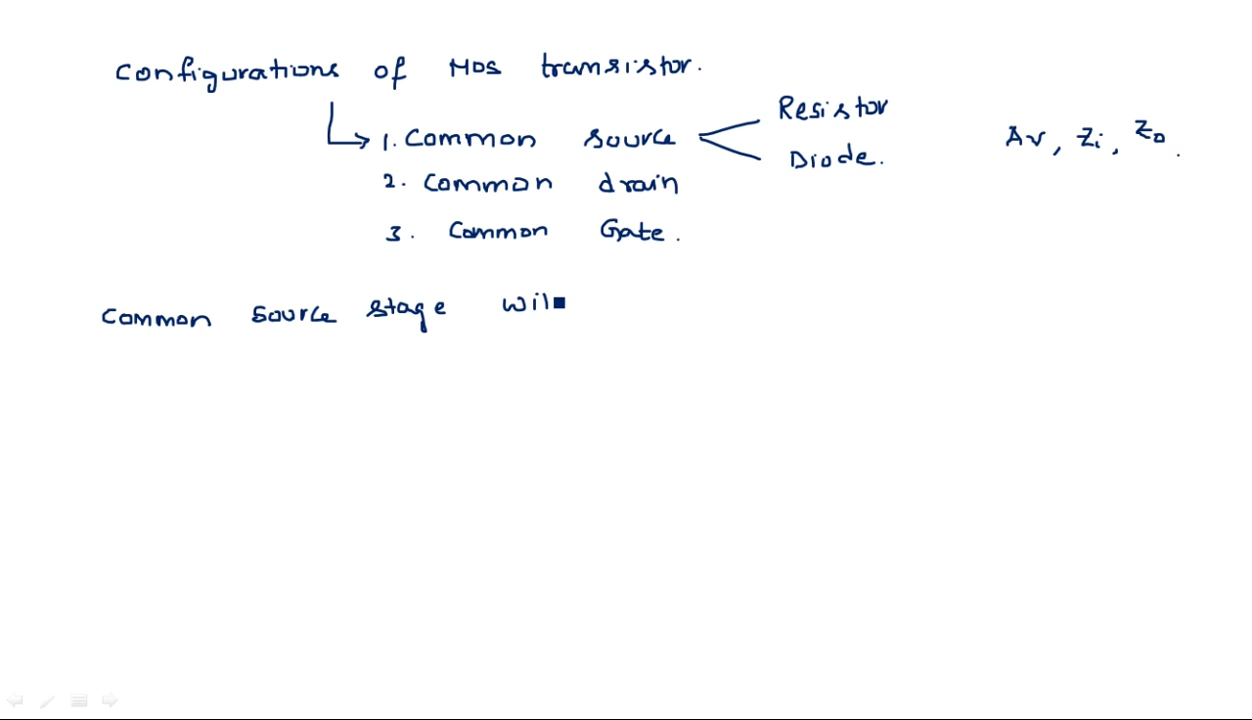 Configurations of MOS transistor.
1. Common source
Resistor
Diode.
Av, Zi, Zo.
2. Common drain
3. Common Gate.
Common source stage wil